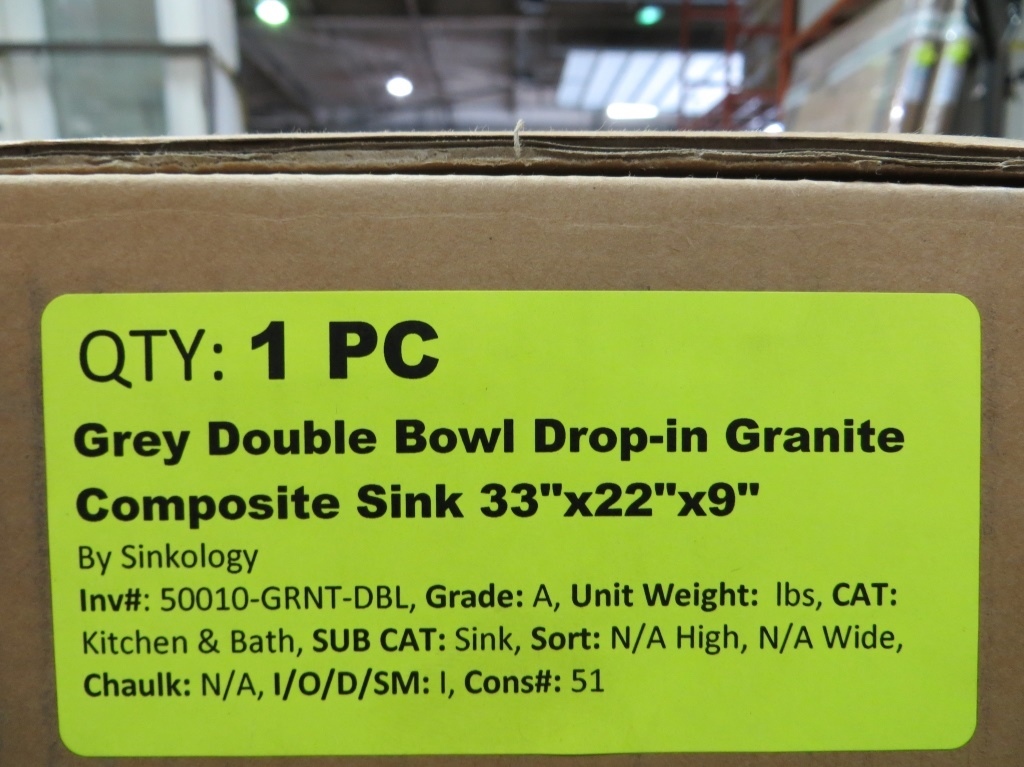 QTY: 1 PC
Grey Double Bowl Drop-in Granite
Composite Sink 33"x22"x9"
By Sinkology
Inv#: 50010-GRNT-DBL, Grade: A, Unit Weight:  lbs, CAT:
Kitchen & Bath, SUB CAT: Sink, Sort: N/A High, N/A Wide,
Chaulk: N/A, I/O/D/SM: I, Cons#: 51